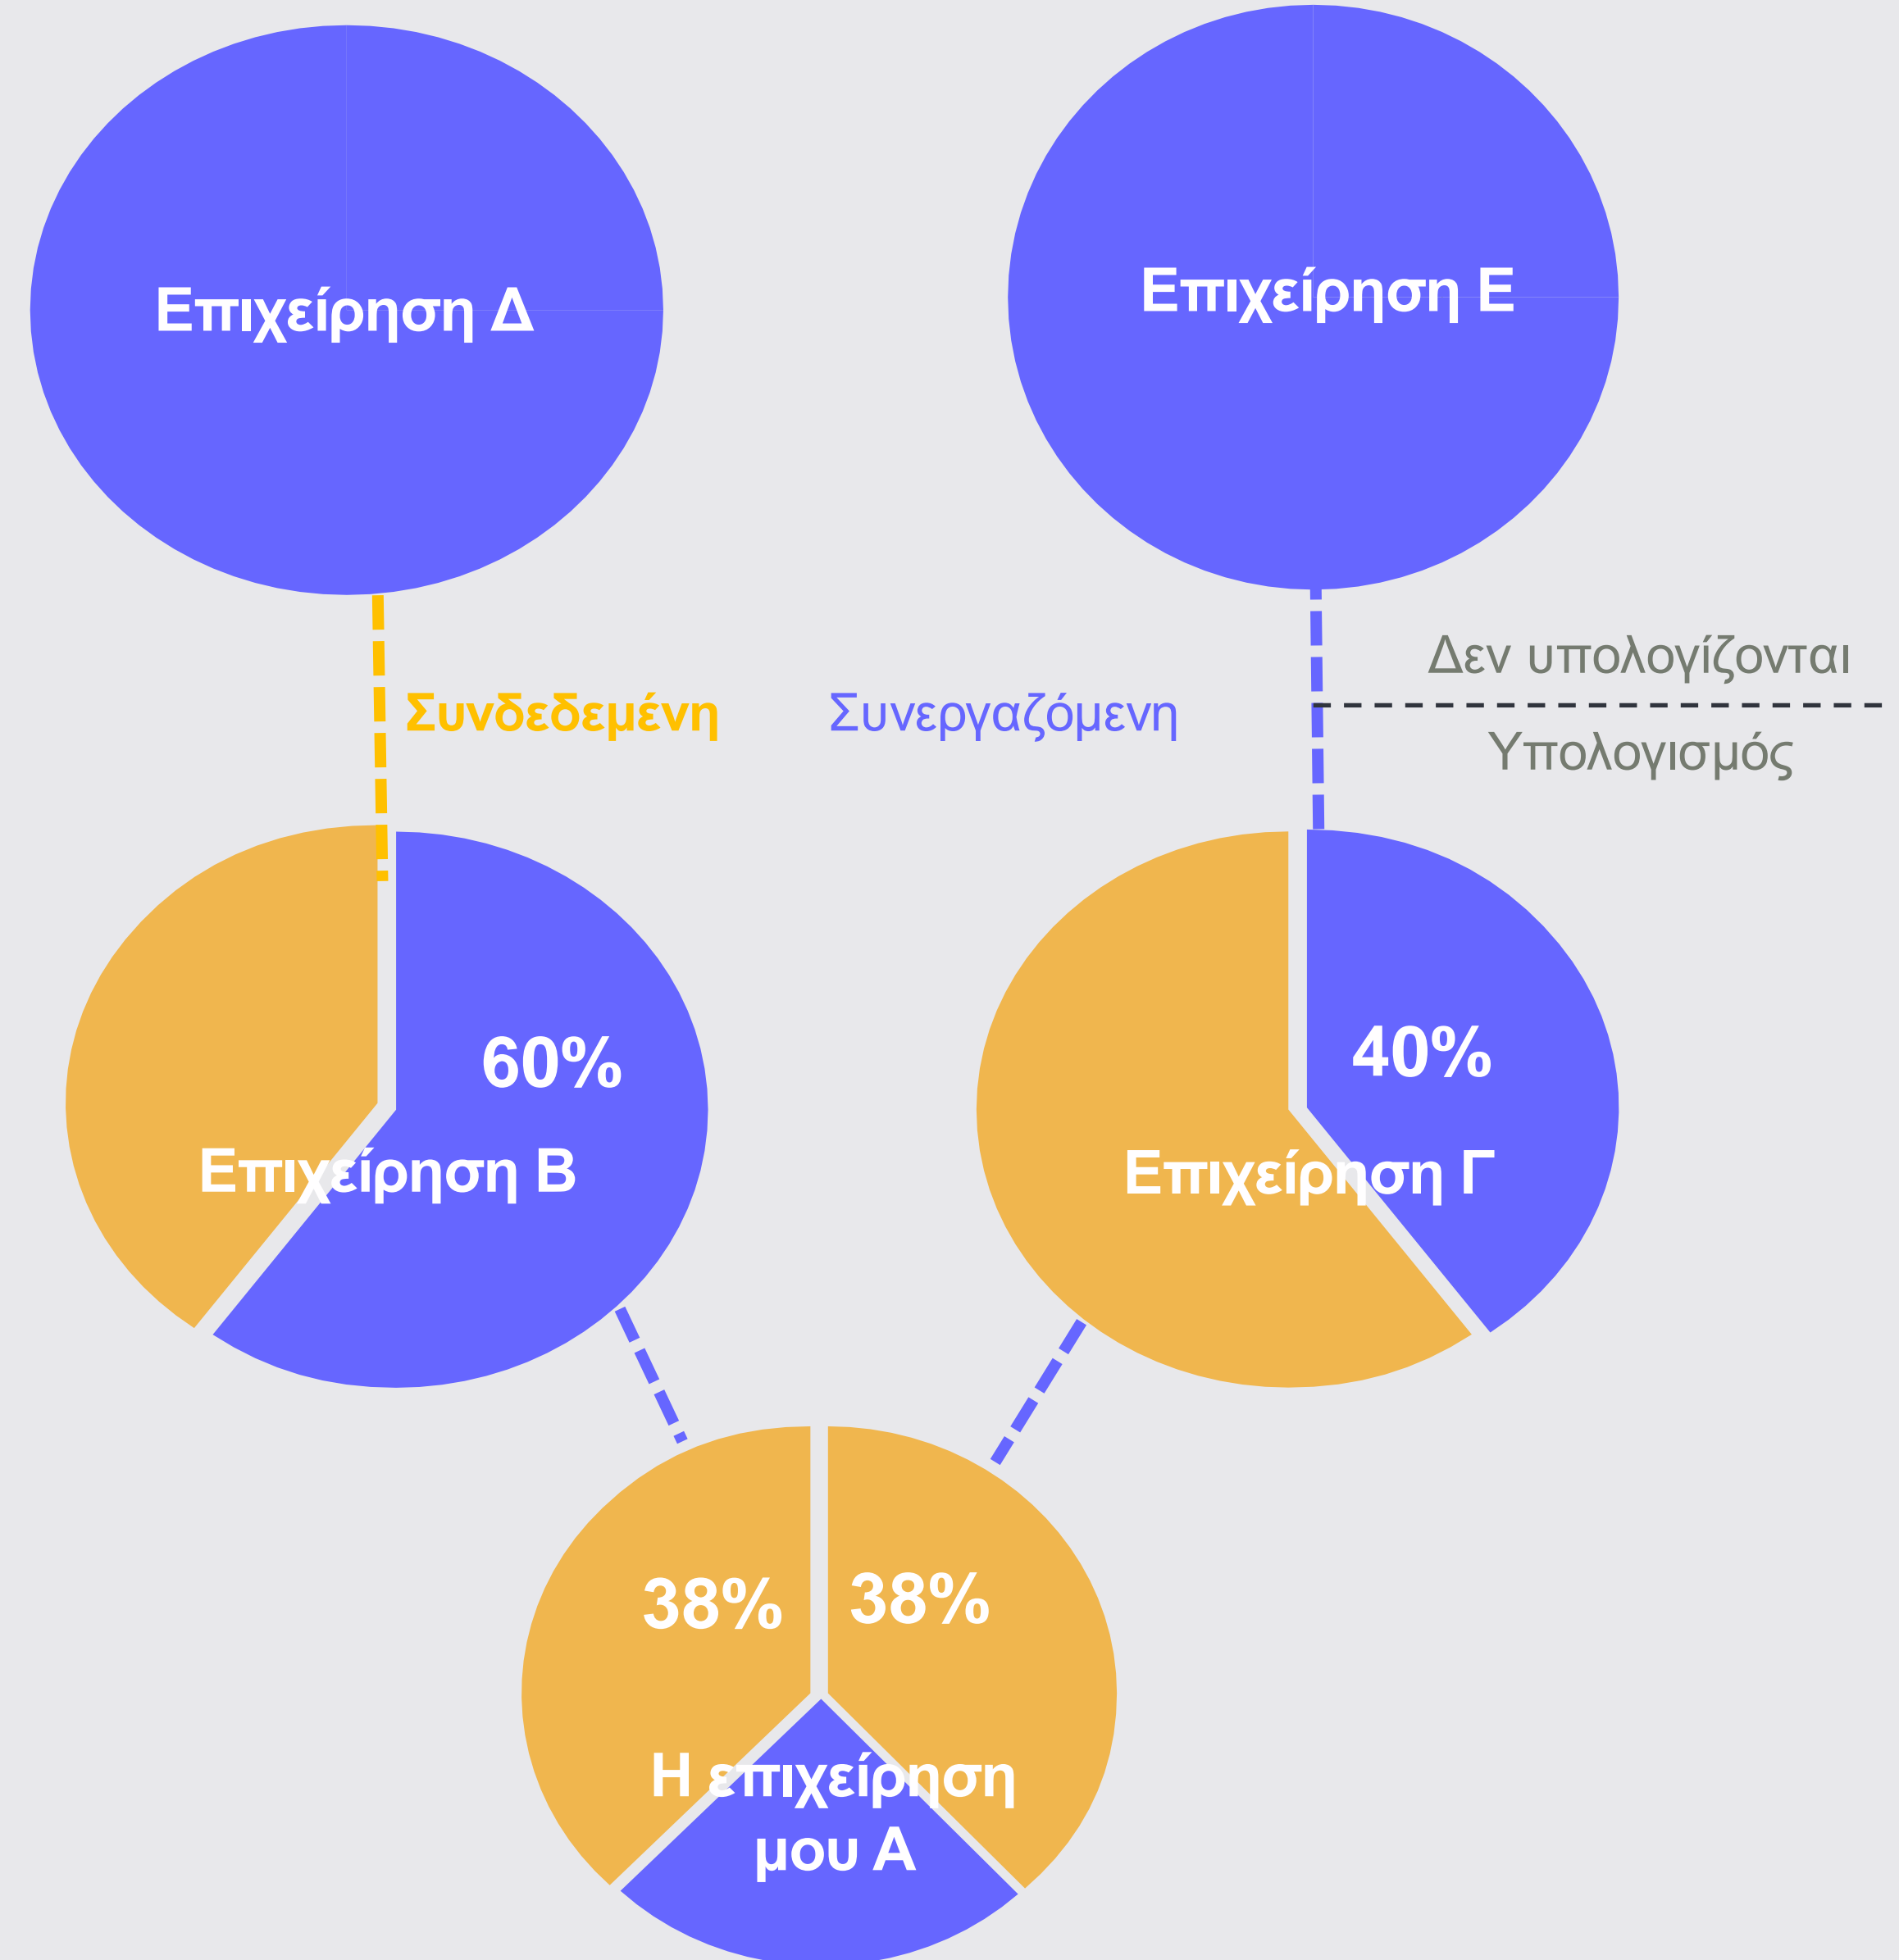 Επιχείρηση Δ
Επιχείρηση Ε
Δεν υπολογίζονται
Συνδεδεμένη
Συνεργαζόμενη
Υπολογισμός
60%
40%
Επιχείρηση Β
Επιχείρηση Γ
38%
38%
Η επιχείρηση
μου Α